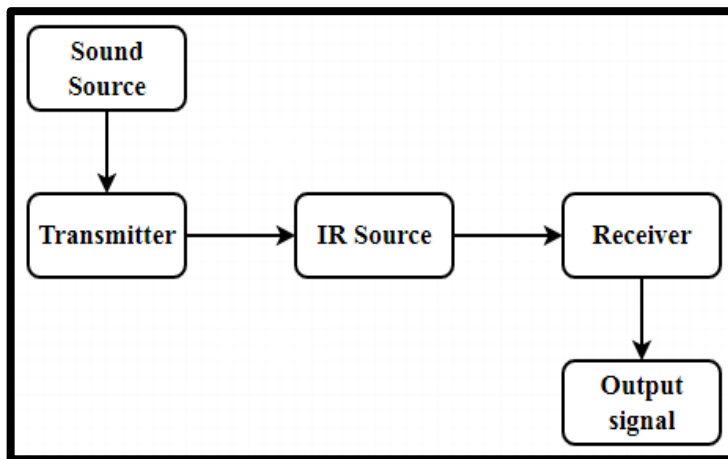 Sound
Source
Transmitter
IR Source
Receiver
Output
signal